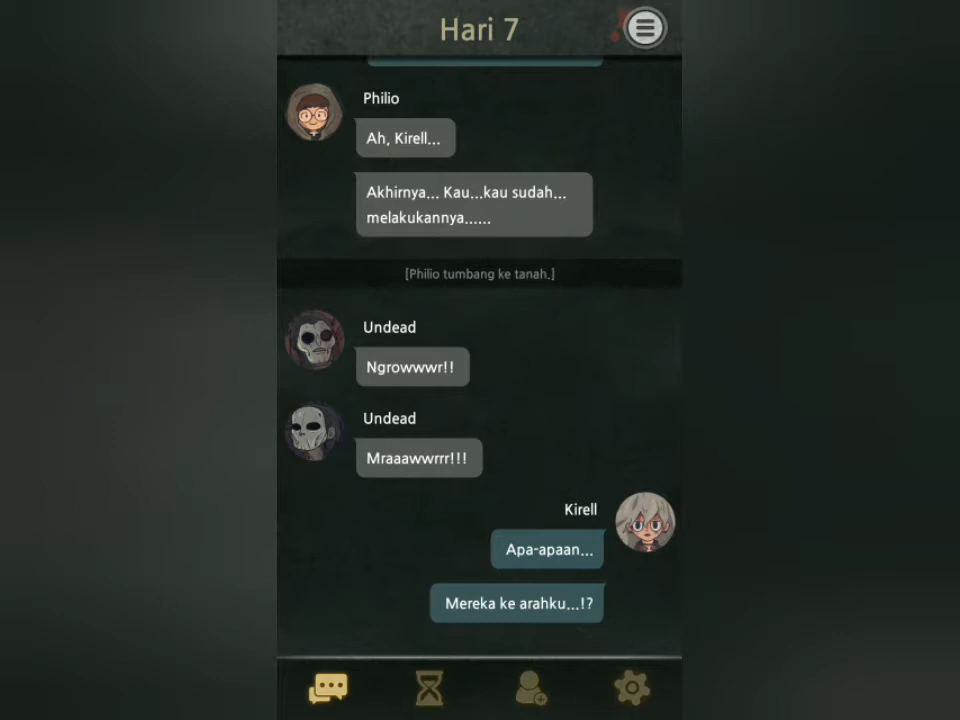 Hari 7
Philio
Ah, Kirell...
Akhirnya... Kau...kau sudah...
melakukannya......
[Philio tumbang ke tanah.]
Undead
Ngrowwwr!!
Undead
Mraaawwrrr!!!
Kirell
Apa-apaan...
Mereka ke arahku...!?